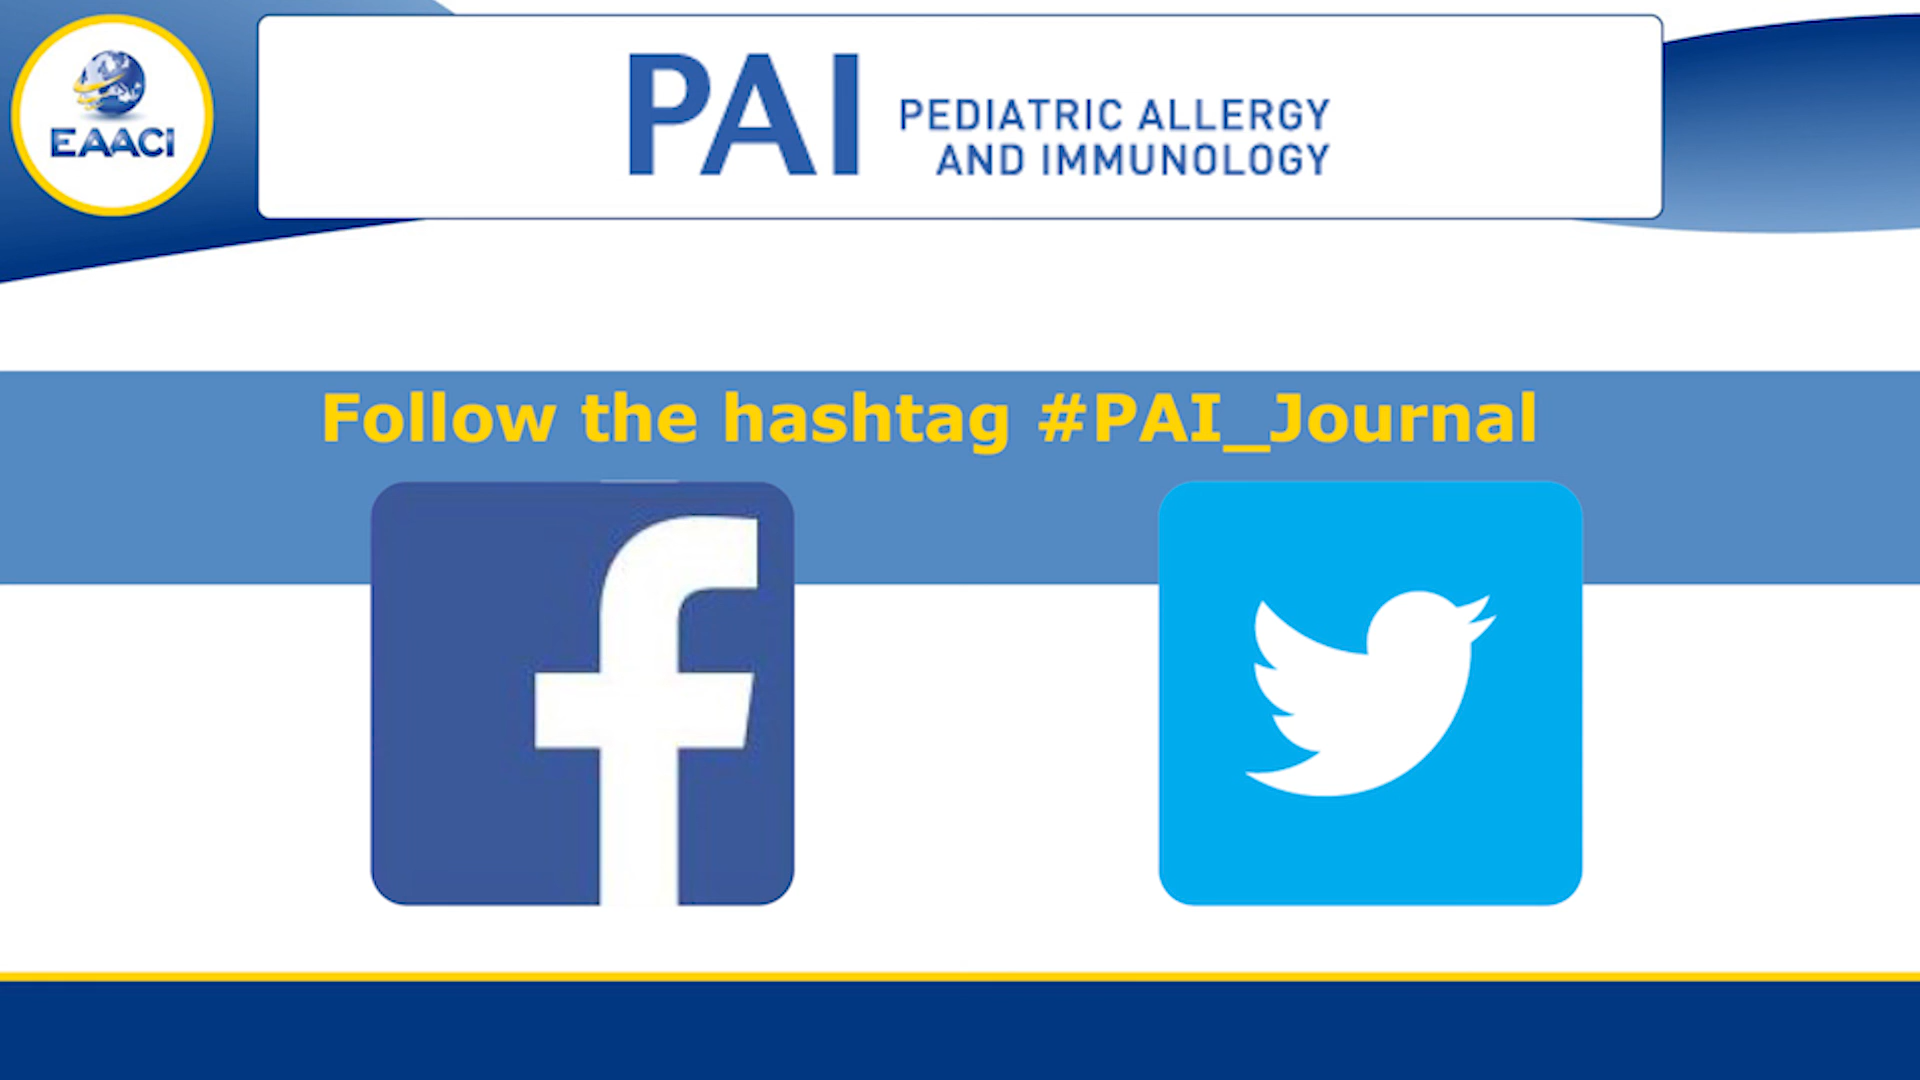 EAACI
PAI
PEDIATRIC ALLERGY
AND IMMUNOLOGY
Follow the hashtag #PAI_Journal
f